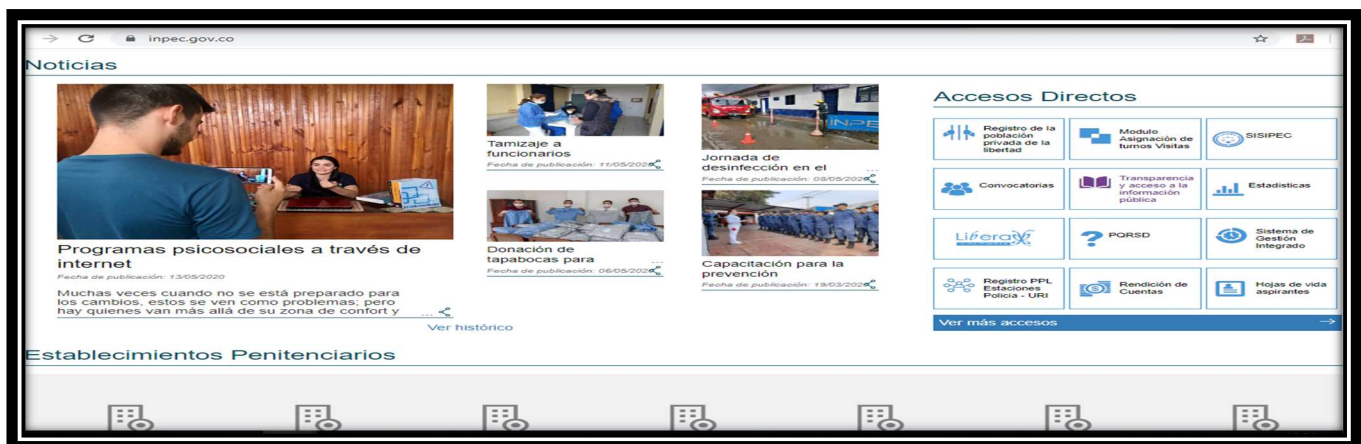 inpec.gov.co
Noticias
Programas psicosociales a través de
internet
Fecha de publicación: 13/05/2020
Muchas veces cuando no se está preparado para
los cambios, estos se ven como problemas; pero
hay quienes van más allá de su zona de confort y ...
Tamizaje a
funcionarios
Fecha de publicación: 11/05/2020
Donación de
tapabocas para ...
Fecha de publicación: 06/05/2020
Jornada de
desinfección en el ...
Fecha de publicación: 08/05/2020
INPE
Capacitación para la
prevención
Fecha de publicación: 19/03/2020
Ver histórico
Accesos Directos
Registro de la
población
privada de la
libertad
Modulo
Asignación de
turnos Visitas
SISIPEC
Convocatorias
Transparencia
y acceso a la
información
pública
Estadísticas
Libera
PQRSD
Sistema de
Gestión
Integrado
Registro PPL
Estaciones
Policía - URI
Rendición de
Cuentas
Hojas de vida
aspirantes
Ver más accesos
Establecimientos Penitenciarios